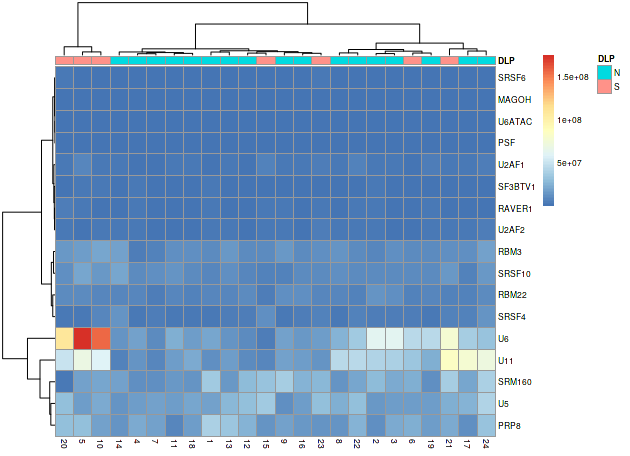 DLP
SRSF6
MAGOH
U6ATAC
PSF
U2AF1
SF3BTV1
RAVER1
U2AF2
RBM3
SRSF10
RBM22
SRSF4
U6
U11
SRM160
U5
PRP8
20 5 10 14 4 7 11 18 1 13 12 15 9 16 23 8 22 2 3 6 19 21 17 24
1.5e+08
1e+08
5e+07
DLP
N
S